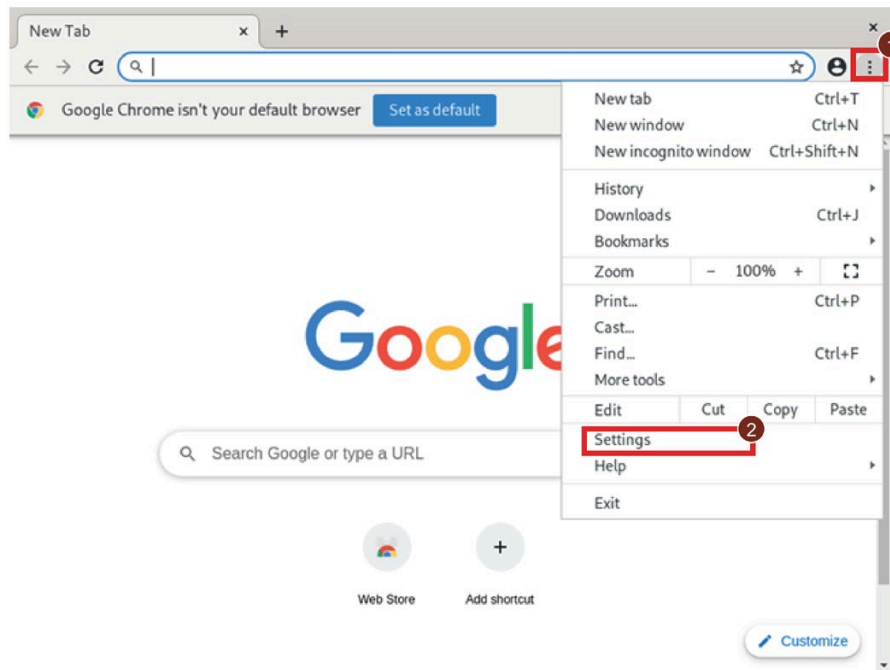 New Tab × +
1
Google Chrome isn't your default browser Set as default
New tab Ctrl+T
New window Ctrl+N
New incognito window Ctrl+Shift+N
History
Downloads Ctrl+J
Bookmarks
Zoom - 100% +
Print... Ctrl+P
Cast...
Find... Ctrl+F
More tools
Edit Cut Copy Paste
Settings 2
Help
Exit
Google
Search Google or type a URL
Web Store Add shortcut
Customize